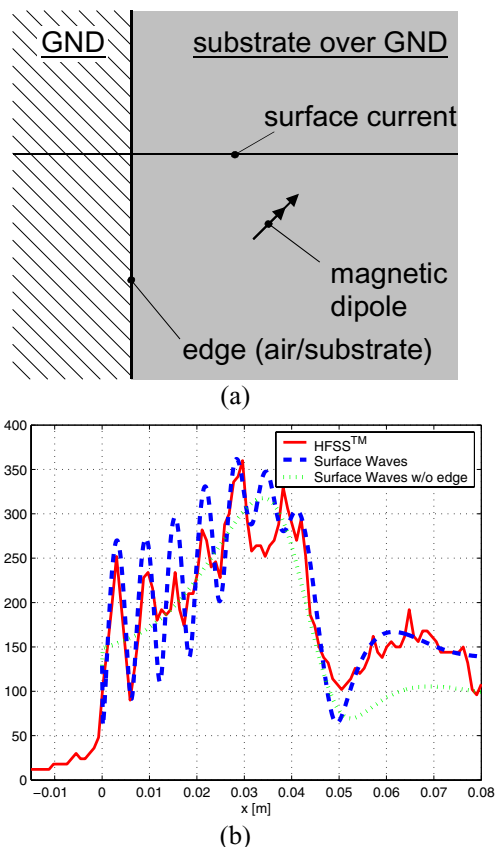 GND
substrate over GND
surface current
magnetic
dipole
edge (air/substrate)
(a)
400
350
300
250
200
150
100
50
0
HFSS™
Surface Waves
Surface Waves w/o edge
−0.01 0 0.01 0.02 0.03 0.04 0.05 0.06 0.07 0.08
x [m]
(b)